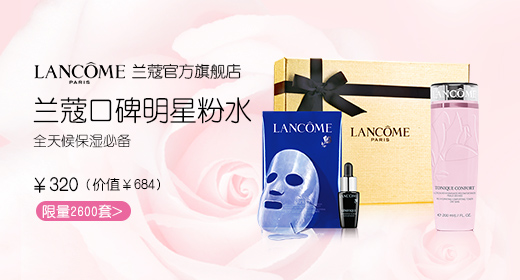 LANCÔME 兰蔻官方旗舰店
PARIS
兰蔻口碑明星粉水
全天候保湿必备
￥320（价值￥684）
限量2600套>
LANCÔME
LANCÔME
PARIS
TONIQUE CONFORT